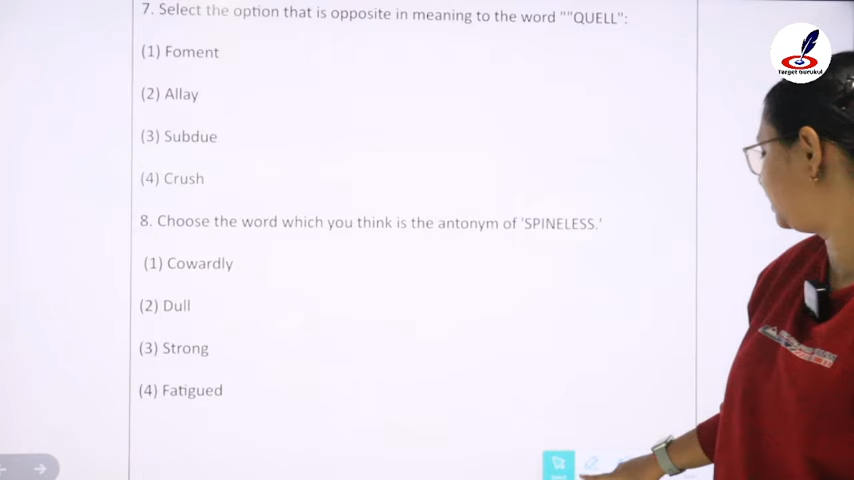 7. Select the option that is opposite in meaning to the word ""QUELL":
(1) Foment
(2) Allay
(3) Subdue
(4) Crush
8. Choose the word which you think is the antonym of 'SPINELESS.'
(1) Cowardly
(2) Dull
(3) Strong
(4) Fatigued
Target Gurukul
Select